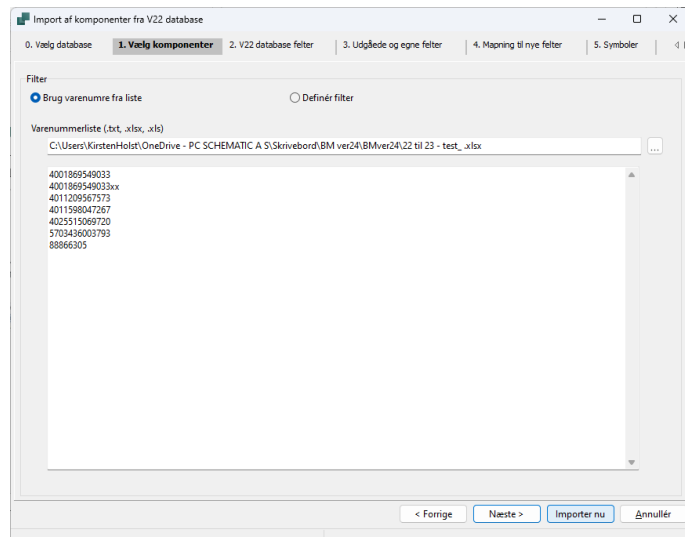 Import af komponenter fra V22 database
0. Vælg database
1. Vælg komponenter
2. V22 database felter
3. Udgåede og egne felter
4. Mapning til nye felter
5. Symboler
Filter
Brug varenumre fra liste
Definér filter
Varenummerliste (.txt, .xlsx, .xls)
C:\Users\KirstenHolst\OneDrive - PC SCHEMATIC A S\Skrivebord\BM ver24\BMver24\22 til 23 - test_ .xlsx
...
4001869549033
4001869549033xx
4011209567573
4011598047267
4025515069720
5703436003793
88866305
< Forrige
Næste >
Importer nu
Annullér